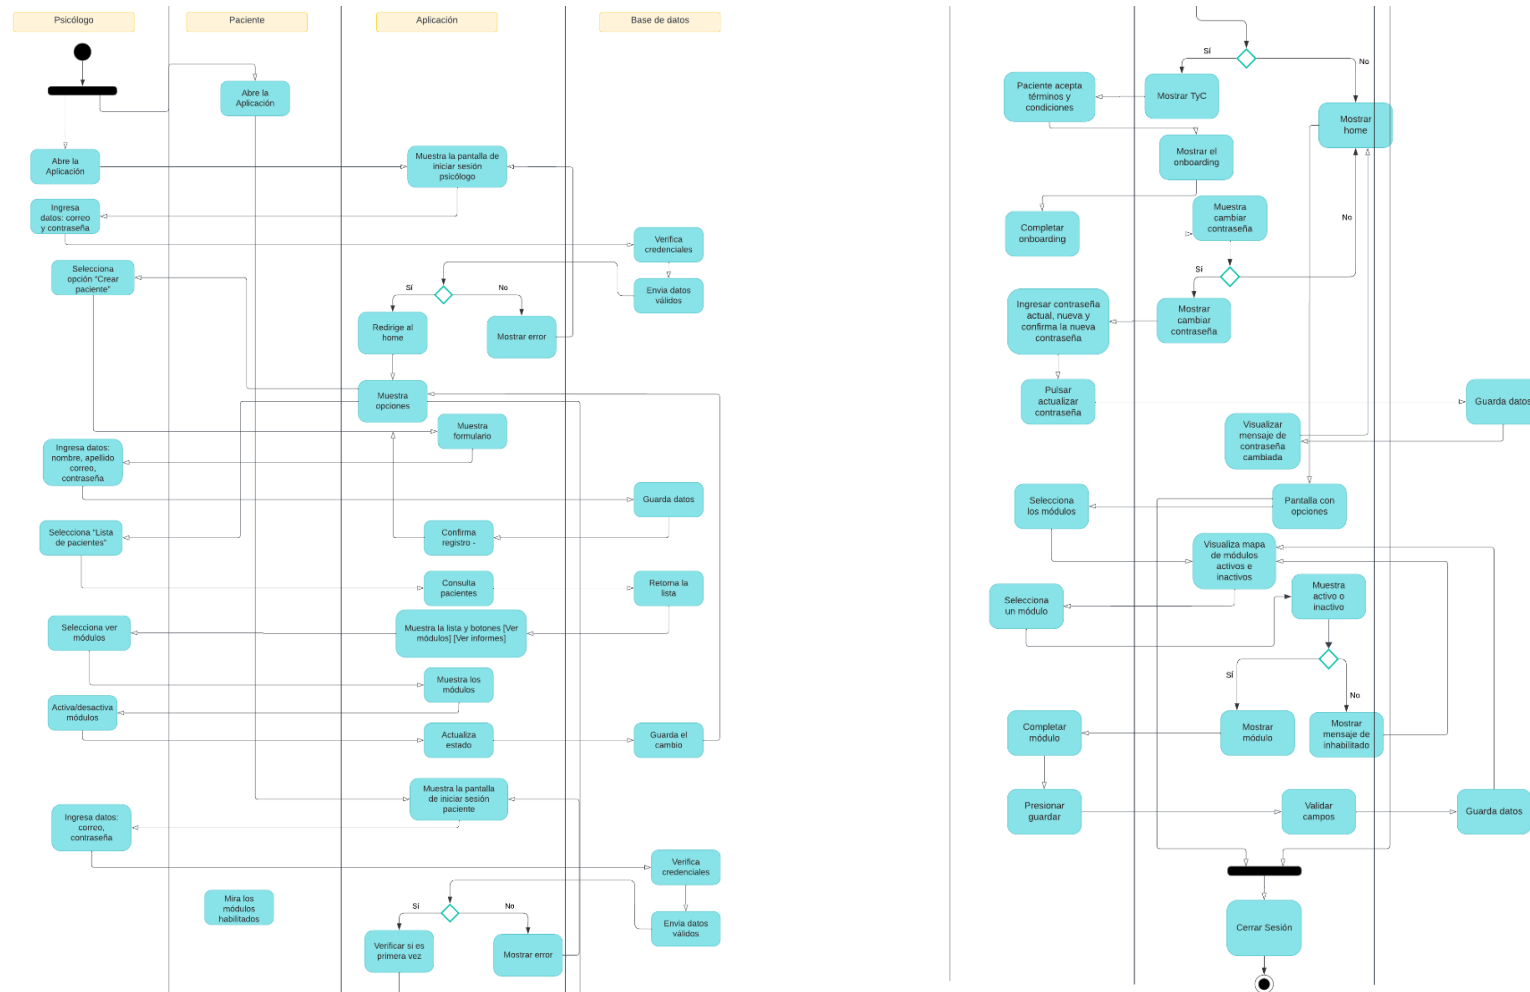 Psicólogo
Paciente
Aplicación
Base de datos
Abre la
Aplicación
Abre la
Aplicación
Muestra la pantalla de
iniciar sesión
psicólogo
Ingresa
datos: correo
y contraseña
Verifica
credenciales
Selecciona
opción "Crear
paciente"
Envia datos
válidos
Sí
No
Redirige al
home
Mostrar error
Muestra
opciones
Muestra
formulario
Ingresa datos:
nombre, apellido
correo,
contraseña
Guarda datos
Selecciona "Lista
de pacientes"
Confirma
registro -
Consulta
pacientes
Retorna la
lista
Selecciona ver
módulos
Muestra la lista y botones [Ver
módulos] [Ver informes]
Muestra los
módulos
Activa/desactiva
módulos
Actualiza
estado
Guarda el
cambio
Muestra la pantalla
de iniciar sesión
paciente
Ingresa datos:
correo,
contraseña
Verifica
credenciales
Mira los
módulos
habilitados
Sí
No
Envia datos
válidos
Verificar si es
primera vez
Mostrar error
Sí
No
Paciente acepta
términos y
condiciones
Mostrar TyC
Mostrar
home
Mostrar el
onboarding
Completar
onboarding
Muestra
cambiar
contraseña
No
Sí
Ingresar contraseña
actual, nueva y
confirma la nueva
contraseña
Mostrar
cambiar
contraseña
Pulsar
actualizar
contraseña
Guarda datos
Visualizar
mensaje de
contraseña
cambiada
Selecciona
los módulos
Pantalla con
opciones
Visualiza mapa
de módulos
activos e
inactivos
Muestra
activo o
inactivo
Selecciona
un módulo
Sí
No
Completar
módulo
Mostrar
módulo
Mostrar
mensaje de
inhabilitado
Presionar
guardar
Validar
campos
Guarda datos
Cerrar Sesión